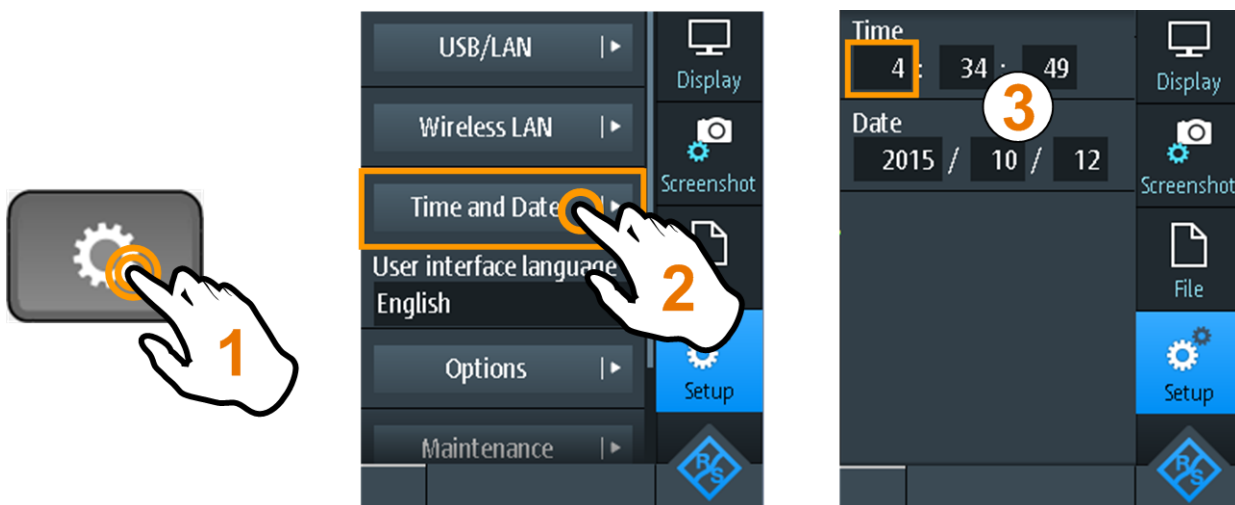 1
USB/LAN
Wireless LAN
Time and Date
User interface language
English
Options
Maintenance
2
Display
Screenshot
Setup
R/S
Time
4 : 34 : 49
3
Date
2015 / 10 / 12
Display
Screenshot
File
Setup
R/S